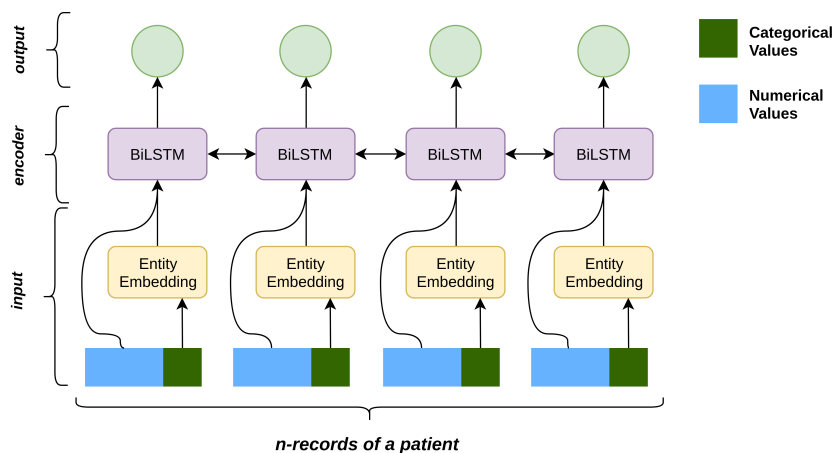 output
Categorical
Values
Numerical
Values
encoder
BiLSTM
BiLSTM
BiLSTM
BiLSTM
input
Entity
Embedding
Entity
Embedding
Entity
Embedding
Entity
Embedding
n-records of a patient